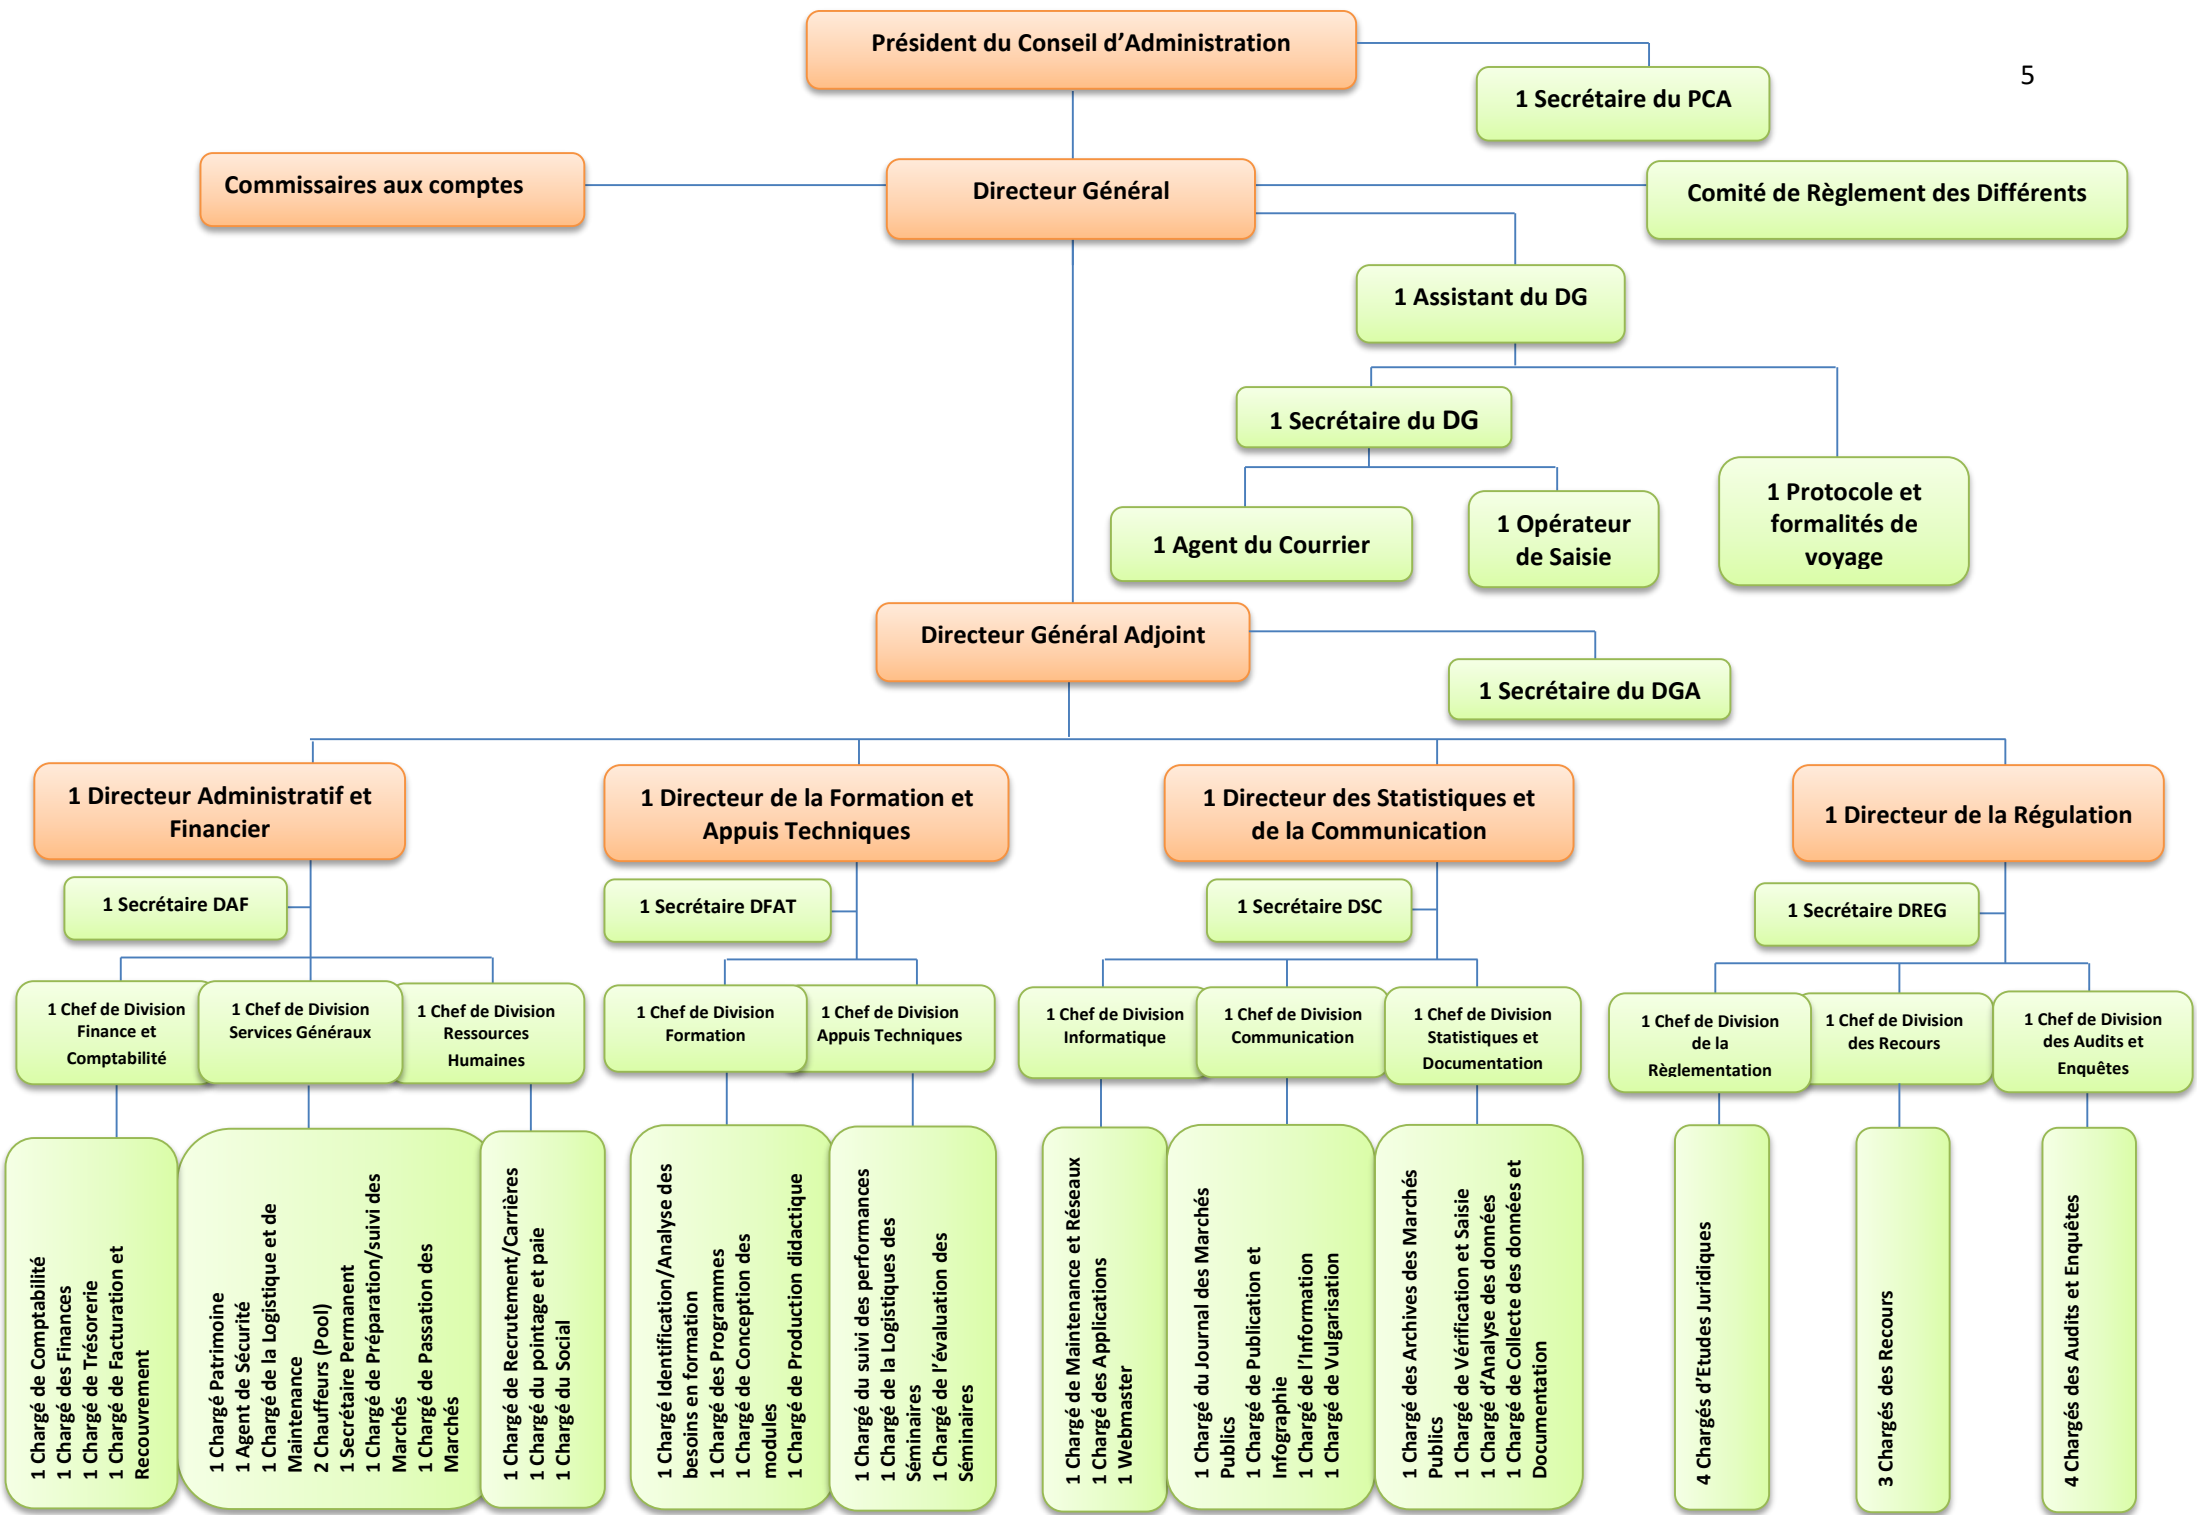 Président du Conseil d’Administration
5
1 Secrétaire du PCA
Commissaires aux comptes
Directeur Général
Comité de Règlement des Différents
1 Assistant du DG
1 Secrétaire du DG
1 Agent du Courrier
1 Opérateur
de Saisie
1 Protocole et
formalités de
voyage
Directeur Général Adjoint
1 Secrétaire du DGA
1 Directeur Administratif et
Financier
1 Directeur de la Formation et
Appuis Techniques
1 Directeur des Statistiques et
de la Communication
1 Directeur de la Régulation
1 Secrétaire DAF
1 Secrétaire DFAT
1 Secrétaire DSC
1 Secrétaire DREG
1 Chef de Division
Finance et
Comptabilité
1 Chef de Division
Services Généraux
1 Chef de Division
Ressources
Humaines
1 Chef de Division
Formation
1 Chef de Division
Appuis Techniques
1 Chef de Division
Informatique
1 Chef de Division
Communication
1 Chef de Division
Statistiques et
Documentation
1 Chef de Division
de la
Règlementation
1 Chef de Division
des Recours
1 Chef de Division
des Audits et
Enquêtes
1 Chargé de Comptabilité
1 Chargé des Finances
1 Chargé de Trésorerie
1 Chargé de Facturation et
Recouvrement
1 Chargé Patrimoine
1 Agent de Sécurité
1 Chargé de la Logistique et de
Maintenance
2 Chauffeurs (Pool)
1 Secrétaire Permanent
1 Chargé de Préparation/suivi des
Marchés
1 Chargé de Passation des
Marchés
1 Chargé de Recrutement/Carrières
1 Chargé du pointage et paie
1 Chargé du Social
1 Chargé Identification/Analyse des
besoins en formation
1 Chargé des Programmes
1 Chargé de Conception des
modules
1 Chargé de Production didactique
1 Chargé du suivi des performances
1 Chargé de la Logistiques des
Séminaires
1 Chargé de l’évaluation des
Séminaires
1 Chargé de Maintenance et Réseaux
1 Chargé des Applications
1 Webmaster
1 Chargé du Journal des Marchés
Publics
1 Chargé de Publication et
Infographie
1 Chargé de l’Information
1 Chargé de Vulgarisation
1 Chargé des Archives des Marchés
Publics
1 Chargé de Vérification et Saisie
1 Chargé d’Analyse des données
1 Chargé de Collecte des données et
Documentation
4 Chargés d’Etudes Juridiques
3 Chargés des Recours
4 Chargés des Audits et Enquêtes